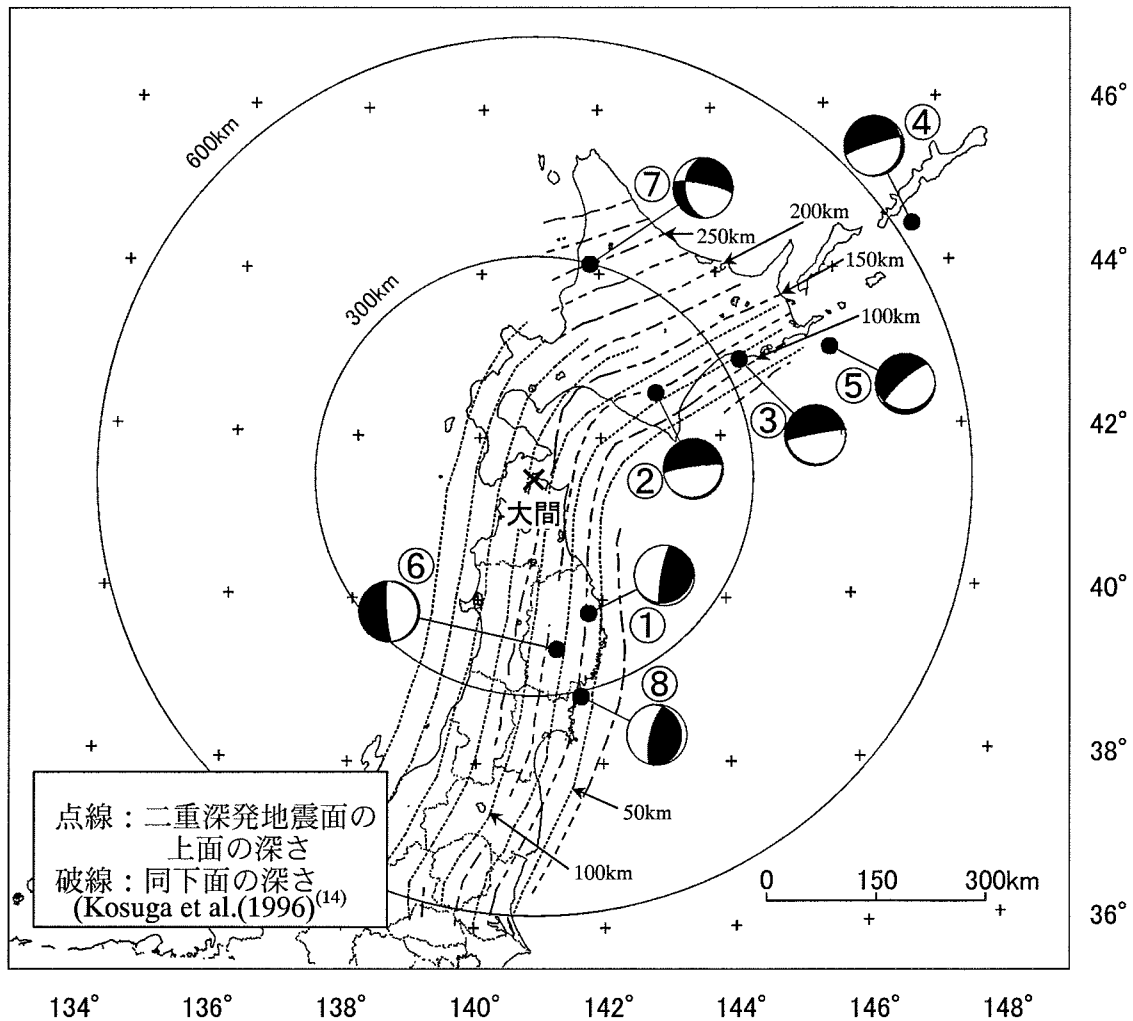 46°
④
600km
⑦
200km
250km
150km
44°
300km
100km
⑤
③
42°
②
大間
⑥
40°
①
⑧
38°
点線：二重深発地震面の
上面の深さ
破線：同下面の深さ
(Kosuga et al.(1996)(14)
50km
100km
0 150 300km
36°
134° 136° 138° 140° 142° 144° 146° 148°